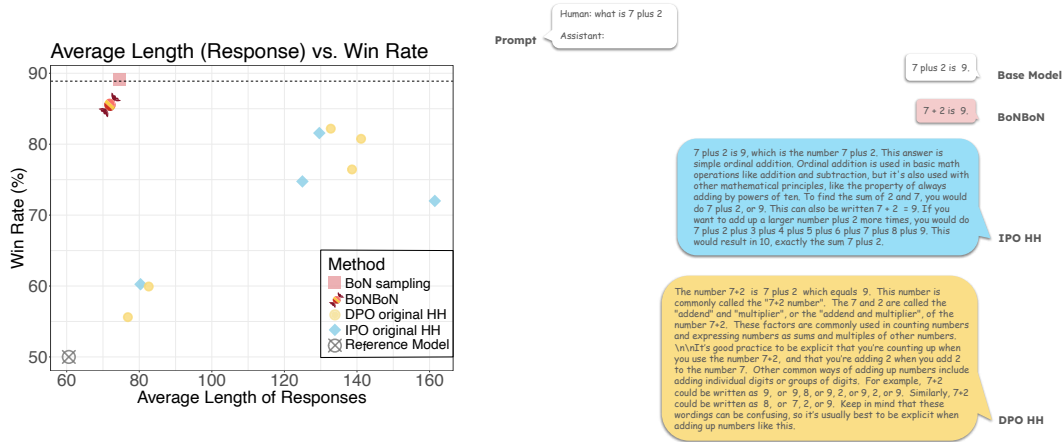 Average Length (Response) vs. Win Rate
90
80
70
60
50
Win Rate (%)
60
80
100
120
140
160
Average Length of Responses
Method
BoN sampling
BoNBoN
DPO original HH
IPO original HH
Reference Model
Prompt
Human: what is 7 plus 2
Assistant:
7 plus 2 is 9.
Base Model
7 + 2 is 9.
BoNBoN
7 plus 2 is 9, which is the number 7 plus 2. This answer is
simple ordinal addition. Ordinal addition is used in basic math
operations like addition and subtraction, but it's also used with
other mathematical principles, like the property of always
adding by powers of ten. To find the sum of 2 and 7, you would
do 7 plus 2, or 9. This can also be written 7 + 2 = 9. If you
want to add up a larger number plus 2 more times, you would do
7 plus 2 plus 3 plus 4 plus 5 plus 6 plus 7 plus 8 plus 9. This
would result in 10, exactly the sum 7 plus 2.
IPO HH
The number 7+2 is 7 plus 2 which equals 9. This number is
commonly called the "7+2 number". The 7 and 2 are called the
"addend" and "multiplier", or the "addend and multiplier", of the
number 7+2. These factors are commonly used in counting numbers
and expressing numbers as sums and multiples of other numbers.
\n\nIt's good practice to be explicit that you're counting up when
you use the number 7+2, and that you're adding 2 when you add 2
to the number 7. Other common ways of adding up numbers include
adding individual digits or groups of digits. For example, 7+2
could be written as 9, or 9, 8, or 9, 2, or 9, 2, or 9. Similarly, 7+2
could be written as 8, or 7, 2, or 9. Keep in mind that these
wordings can be confusing, so it's usually best to be explicit when
adding up numbers like this.
DPO HH